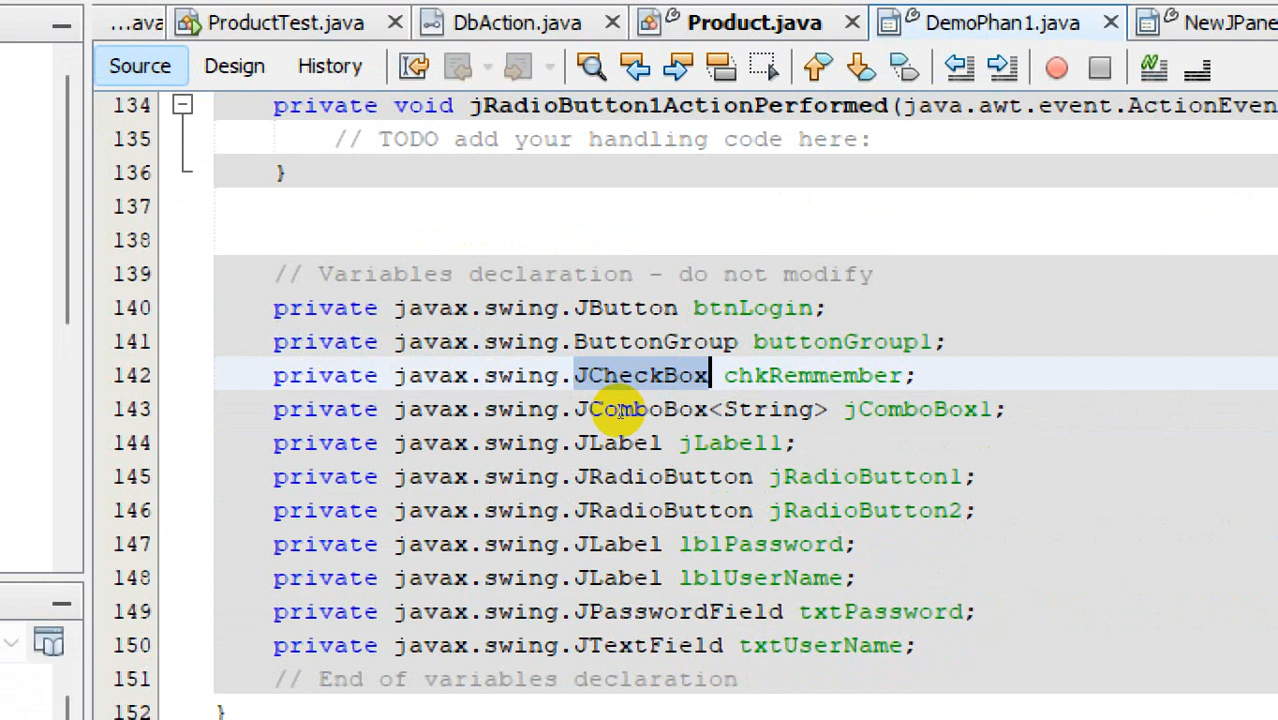 ...ava ProductTest.java DbAction.java Product.java DemoPhan1.java NewJPane
Source Design History
134 private void jRadioButton1ActionPerformed(java.awt.event.ActionEven
135 // TODO add your handling code here:
136 }
137
138
139 // Variables declaration - do not modify
140 private javax.swing.JButton btnLogin;
141 private javax.swing.ButtonGroup buttonGroup1;
142 private javax.swing.JCheckBox chkRemmember;
143 private javax.swing.JComboBox<String> jComboBox1;
144 private javax.swing.JLabel jLabel1;
145 private javax.swing.JRadioButton jRadioButton1;
146 private javax.swing.JRadioButton jRadioButton2;
147 private javax.swing.JLabel lblPassword;
148 private javax.swing.JLabel lblUserName;
149 private javax.swing.JPasswordField txtPassword;
150 private javax.swing.JTextField txtUserName;
151 // End of variables declaration
152 }